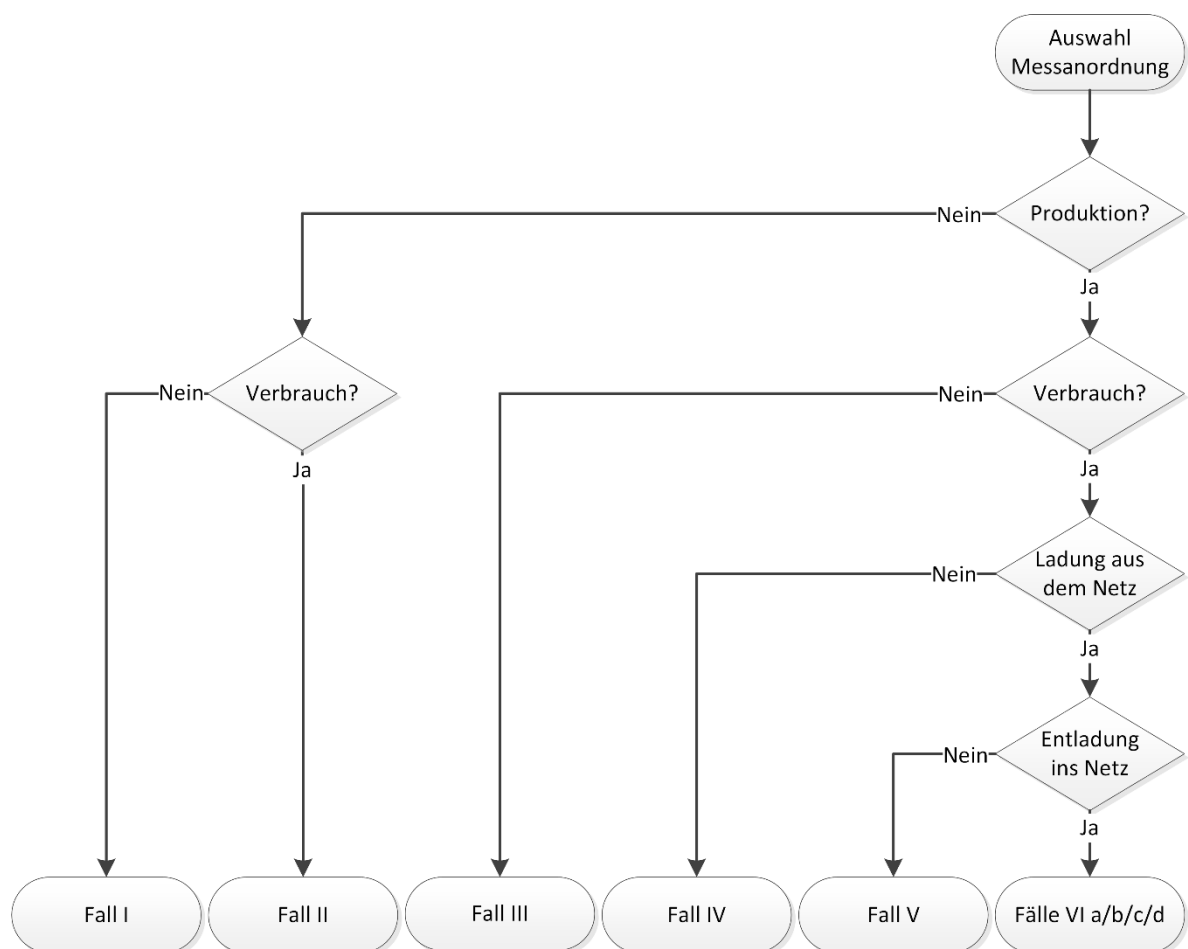 Auswahl
Messanordnung
Nein
Produktion?
Ja
Nein
Verbrauch?
Nein
Verbrauch?
Ja
Ja
Nein
Ladung aus
dem Netz
Ja
Nein
Entladung
ins Netz
Ja
Fall I
Fall II
Fall III
Fall IV
Fall V
Fälle VI a/b/c/d